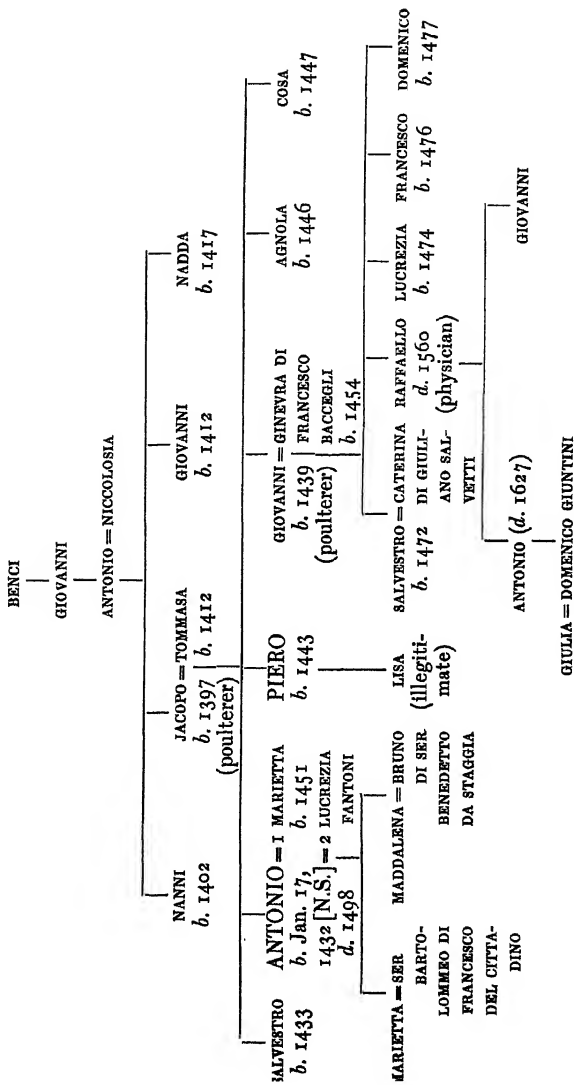 BENCI
GIOVANNI
ANTONIO = NICCOLOSIA
NANNI
b. 1402
JACOPO = TOMMASA
b. 1397 b. 1412
(poulterer)
GIOVANNI
b. 1412
NADDA
b. 1417
SALVESTRO
b. 1433
ANTONIO = 1 MARIETTA
b. Jan. 17, b. 1451
1432 [N.S.] = 2 LUCREZIA
d. 1498 FANTONI
PIERO
b. 1443
GIOVANNI = GINEVRA DI
b. 1439 FRANCESCO
(poulterer) BACCEGLI
b. 1454
AGNOLA
b. 1446
COSA
b. 1447
MARIETTA = SER
BARTO-
LOMMEO DI
FRANCESCO
DEL CITTA-
DINO
MADDALENA = BRUNO
DI SER
BENEDETTO
DA STAGGIA
LISA
(illegiti-
mate)
SALVESTRO = CATERINA
b. 1472 DI GIULI-
ANO SAL-
VETTI
RAFFAELLO
d. 1560
(physician)
LUCREZIA
b. 1474
FRANCESCO
b. 1476
DOMENICO
b. 1477
ANTONIO (d. 1627)
GIOVANNI
GIULIA = DOMENICO GIUNTINI